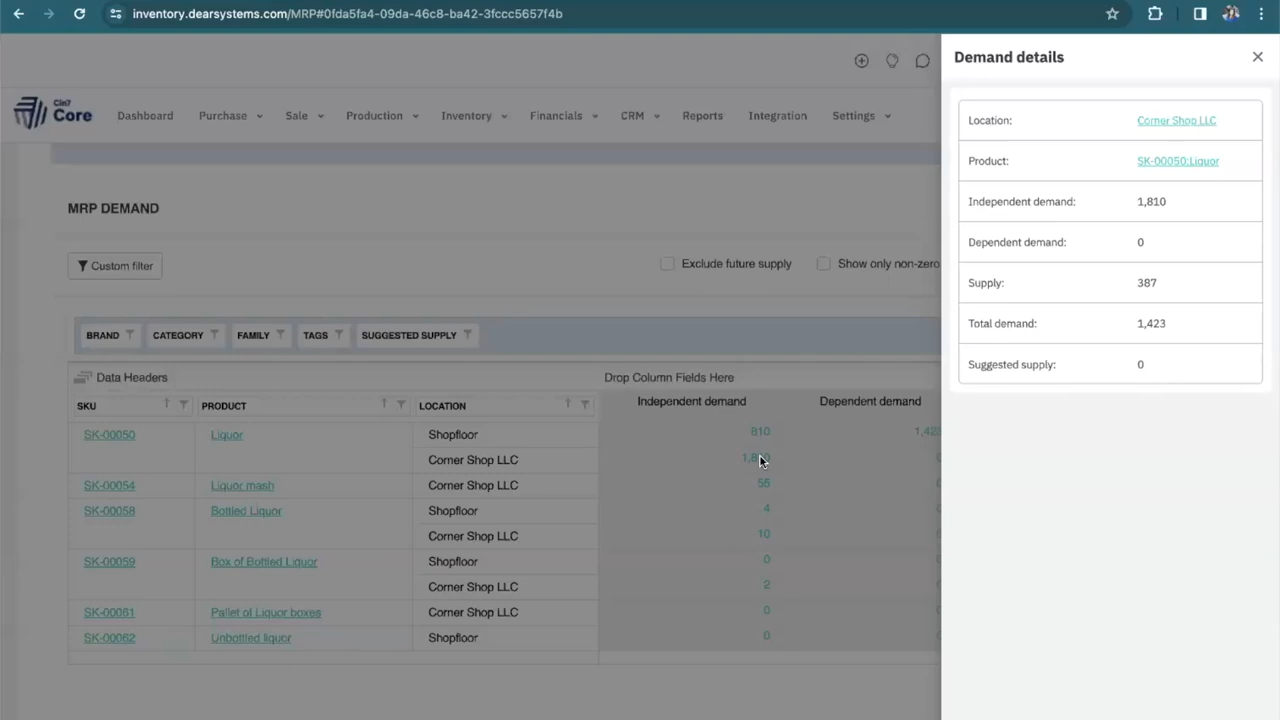 inventory.dearsystems.com/MRP#0fda5fa4-09da-46c8-ba42-3fccc5657f4b
Cin7
Core
Dashboard Purchase Sale Production Inventory Financials CRM Reports Integration Settings
MRP DEMAND
Custom filter Exclude future supply Show only non-zero
BRAND CATEGORY FAMILY TAGS SUGGESTED SUPPLY
Data Headers Drop Column Fields Here
SKU PRODUCT LOCATION Independent demand Dependent demand
SK-00050 Liquor Shopfloor 810
Corner Shop LLC
SK-00054 Liquor mash Corner Shop LLC 55
SK-00058 Bottled Liquor Shopfloor 4
Corner Shop LLC 10
SK-00059 Box of Bottled Liquor Shopfloor 0
Corner Shop LLC 2
SK-00061 Pallet of Liquor boxes Corner Shop LLC 0
SK-00062 Unbottled liquor Shopfloor 0
Demand details
Location: Corner Shop LLC
Product: SK-00050:Liquor
Independent demand: 1,810
Dependent demand: 0
Supply: 387
Total demand: 1,423
Suggested supply: 0